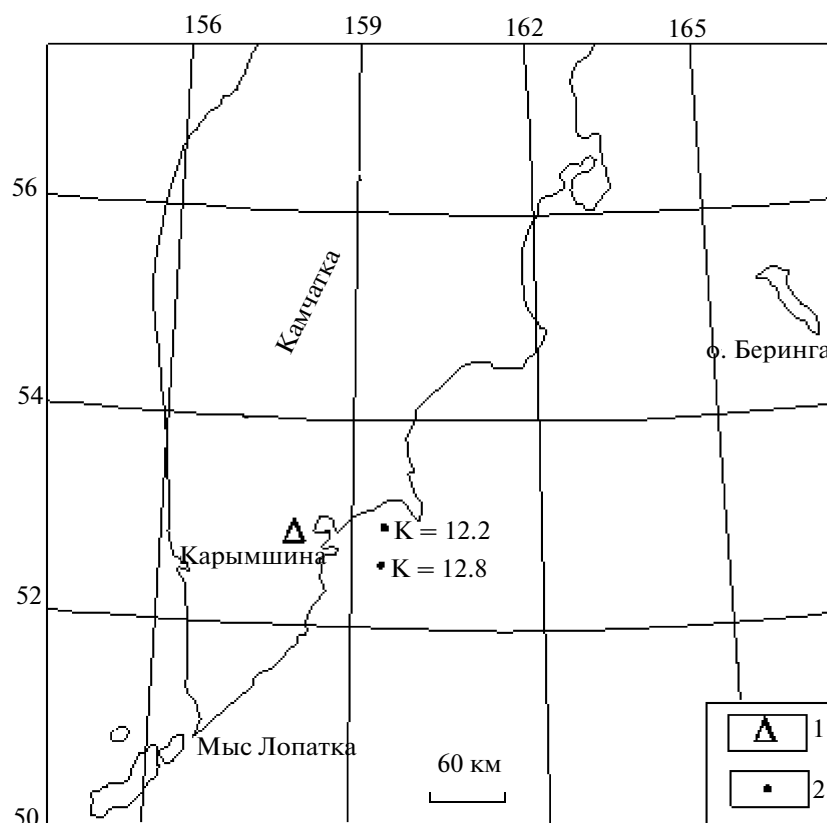 156 159 162 165
56
Камчатка
о. Беринга
54
K = 12.2
Карымшина
K = 12.8
52
1
Мыс Лопатка
60 км
2
50